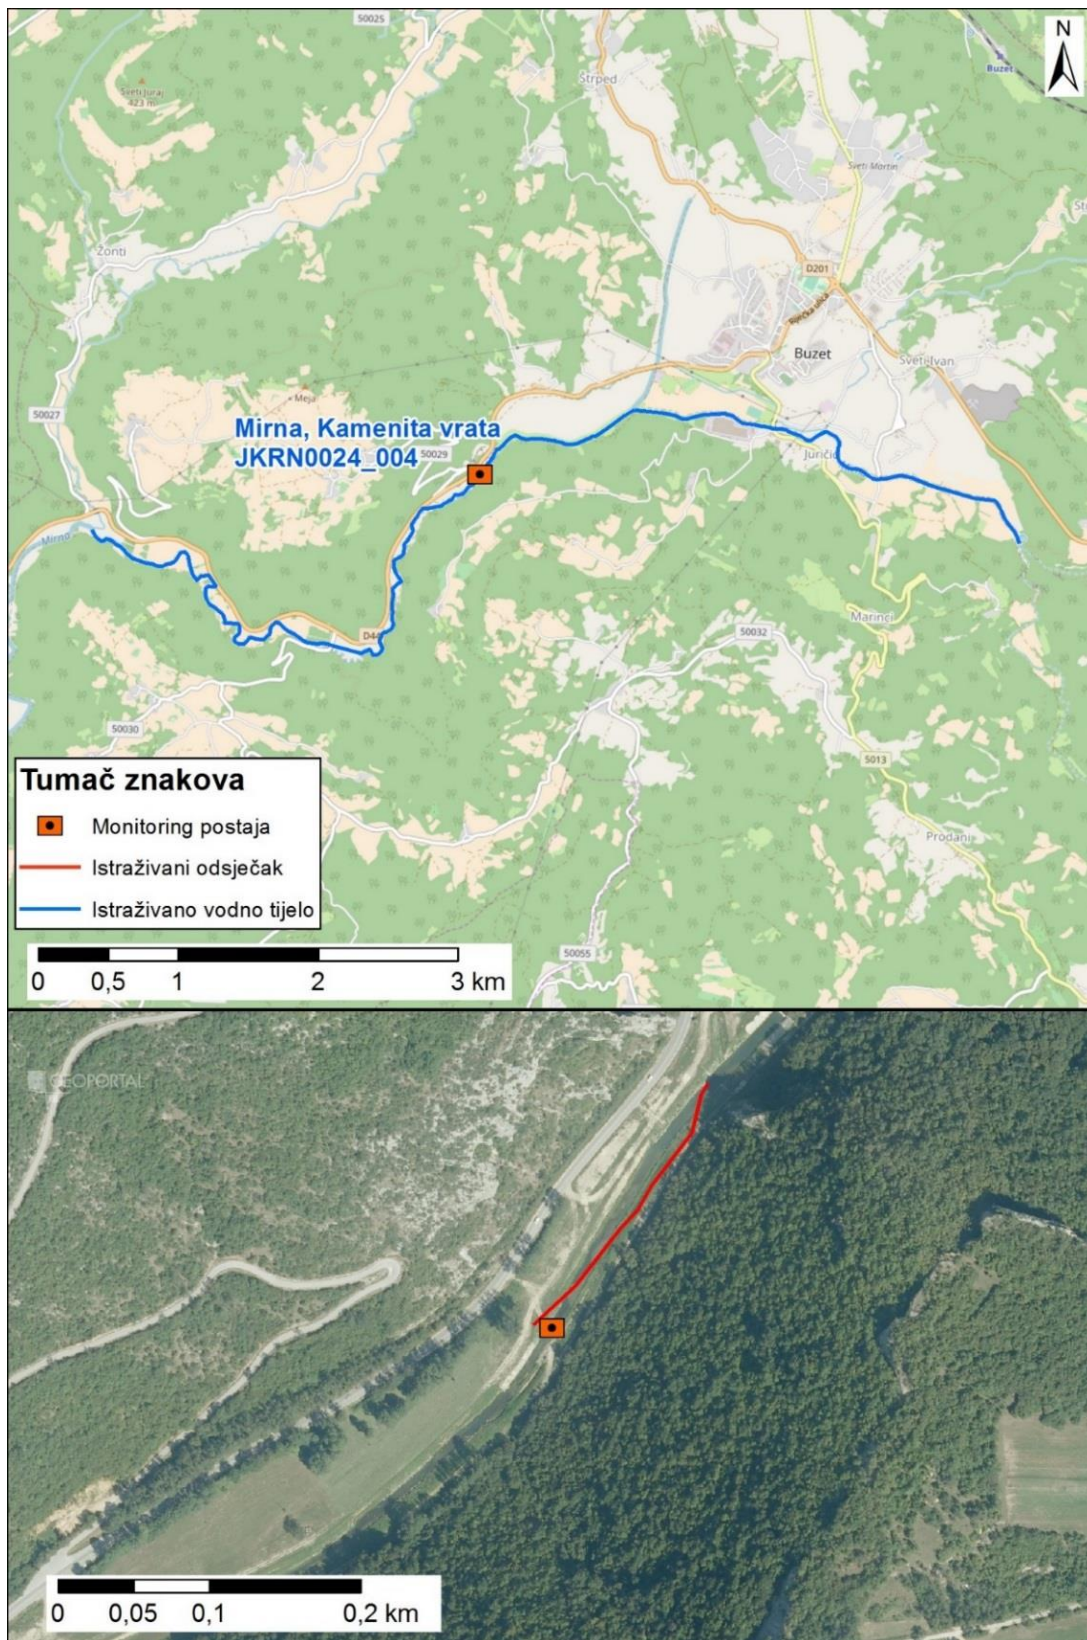 50025
N
Buzet
Štrped
Sveti Juraj
423 m
Sveti Martin
Žonti
D201
Riječka ulica
Buzet
Sveti Ivan
50027
Meja
Mirna, Kamenita vrata
50029
JKRN0024_004
Juričići
Mirna
Marinci
50032
D44
50030
5013
Prodani
50055
Tumač znakova
Monitoring postaja
Istraživani odsječak
Istraživano vodno tijelo
0 0,5 1 2 3 km
GEOPORTAL
0 0,05 0,1 0,2 km